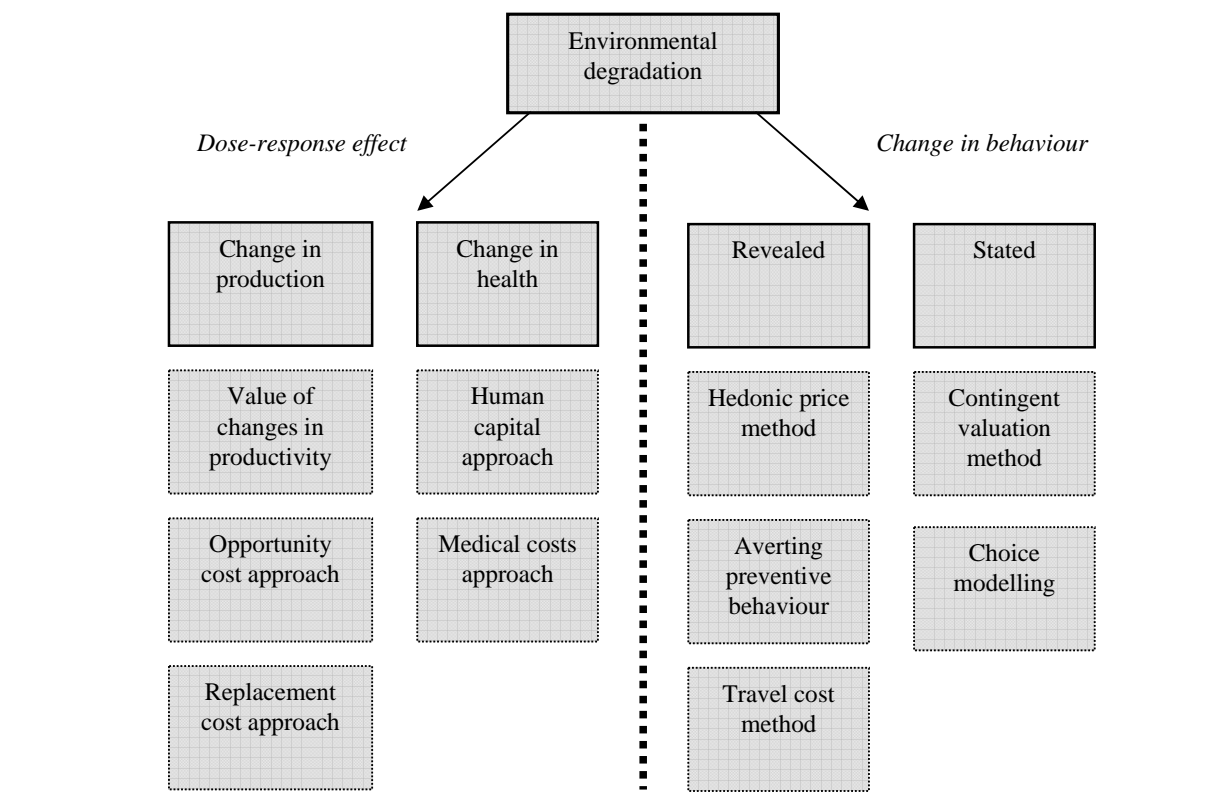 Environmental
degradation
Dose-response effect
Change in behaviour
Change in
production
Change in
health
Revealed
Stated
Value of
changes in
productivity
Human
capital
approach
Hedonic price
method
Contingent
valuation
method
Opportunity
cost approach
Medical costs
approach
Averting
preventive
behaviour
Choice
modelling
Replacement
cost approach
Travel cost
method